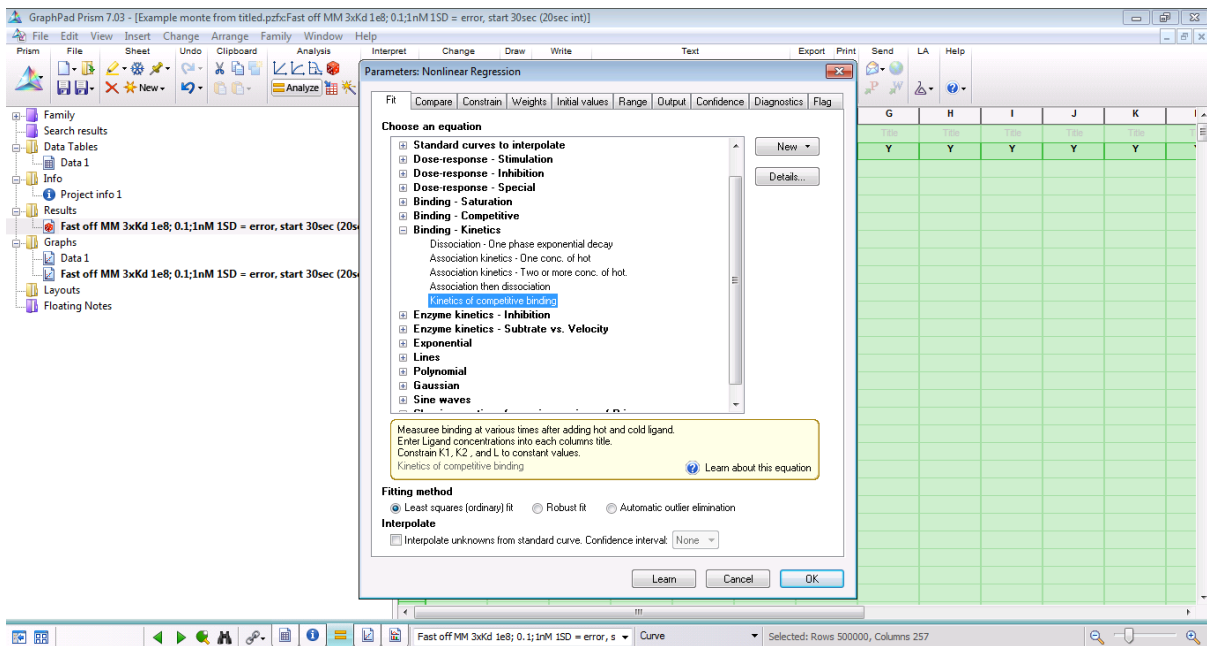 GraphPad Prism 7.03 - [Example monte from titled.pzfx:Fast off MM 3xKd 1e8; 0.1;1nM 1SD = error, start 30sec (20sec int)]
File Edit View Insert Change Arrange Family Window Help
Prism File Sheet Undo Clipboard Analysis Interpret Change Draw Write Text Export Print Send LA Help
New
Analyze
Family
Search results
Data Tables
Data 1
Info
Project info 1
Results
Fast off MM 3xKd 1e8; 0.1;1nM 1SD = error, start 30sec (20s
Graphs
Data 1
Fast off MM 3xKd 1e8; 0.1;1nM 1SD = error, start 30sec (20s
Layouts
Floating Notes
Parameters: Nonlinear Regression
Fit Compare Constrain Weights Initial values Range Output Confidence Diagnostics Flag
Choose an equation
Standard curves to interpolate
Dose-response - Stimulation
Dose-response - Inhibition
Dose-response - Special
Binding - Saturation
Binding - Competitive
Binding - Kinetics
Dissociation - One phase exponential decay
Association kinetics - One conc. of hot
Association kinetics - Two or more conc. of hot.
Association then dissociation
Kinetics of competitive binding
Enzyme kinetics - Inhibition
Enzyme kinetics - Subtrate vs. Velocity
Exponential
Lines
Polynomial
Gaussian
Sine waves
New
Details...
Measuree binding at various times after adding hot and cold ligand.
Enter Ligand concentrations into each columns title.
Constrain K1, K2 , and L to constant values.
Kinetics of competitive binding
Learn about this equation
Fitting method
Least squares (ordinary) fit Robust fit Automatic outlier elimination
Interpolate
Interpolate unknowns from standard curve. Confidence interval: None
Learn Cancel OK
G H I J K
Title Title Title Title Title
Y Y Y Y Y
Fast off MM 3xKd 1e8; 0.1;1nM 1SD = error, s Curve Selected: Rows 500000, Columns 257